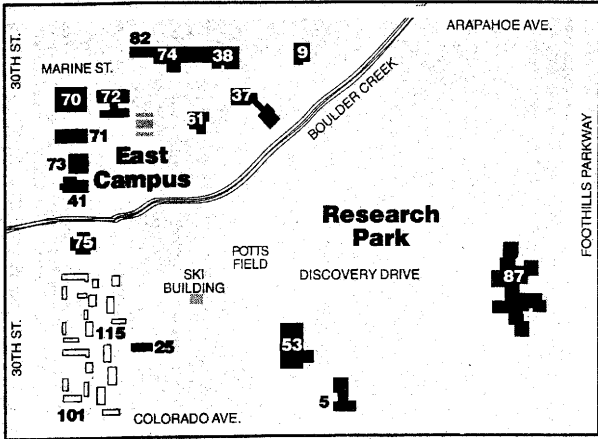 ARAPAHOE AVE.
30TH ST.
82
74
38
9
MARINE ST.
70
72
37
61
BOULDER CREEK
71
East
Campus
73
41
FOOTHILLS PARKWAY
Research
Park
75
POTTS
FIELD
SKI
BUILDING
DISCOVERY DRIVE
87
30TH ST.
115
25
53
5
101
COLORADO AVE.